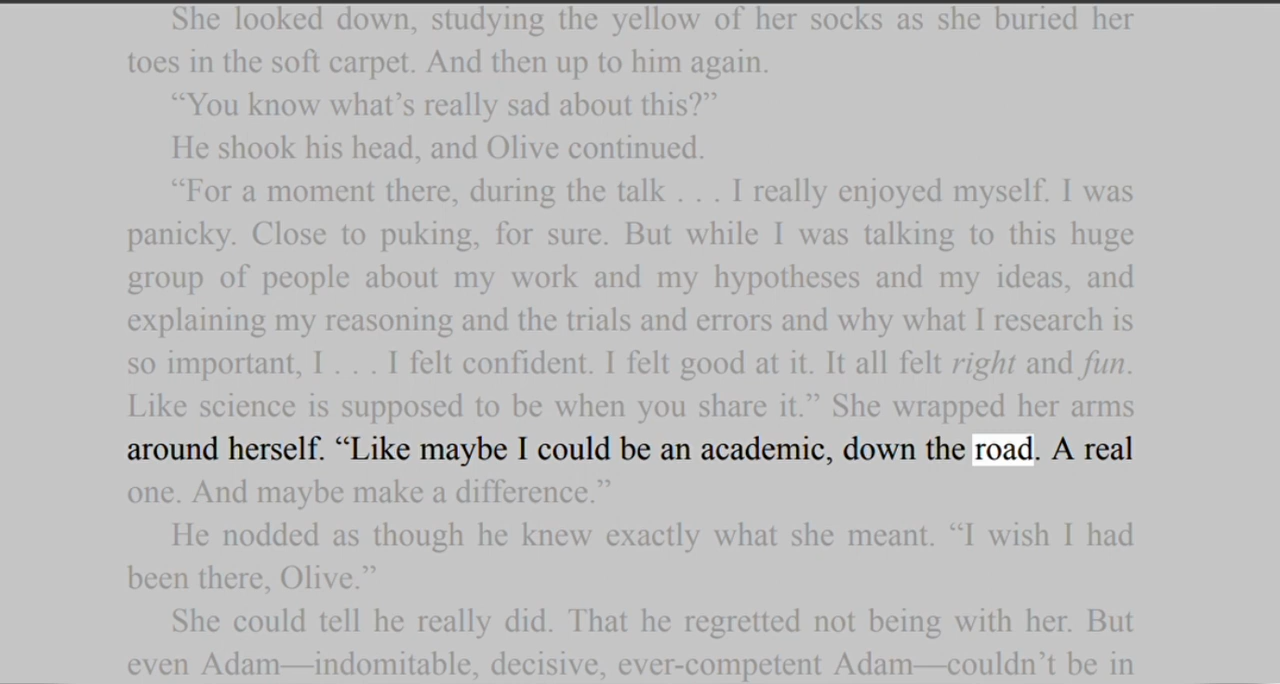 She looked down, studying the yellow of her socks as she buried her
toes in the soft carpet. And then up to him again.
“You know what’s really sad about this?”
He shook his head, and Olive continued.
“For a moment there, during the talk . . . I really enjoyed myself. I was
panicky. Close to puking, for sure. But while I was talking to this huge
group of people about my work and my hypotheses and my ideas, and
explaining my reasoning and the trials and errors and why what I research is
so important, I . . . I felt confident. I felt good at it. It all felt right and fun.
Like science is supposed to be when you share it.” She wrapped her arms
around herself. “Like maybe I could be an academic, down the road. A real
one. And maybe make a difference.”
He nodded as though he knew exactly what she meant. “I wish I had
been there, Olive.”
She could tell he really did. That he regretted not being with her. But
even Adam—indomitable, decisive, ever-competent Adam—couldn’t be in